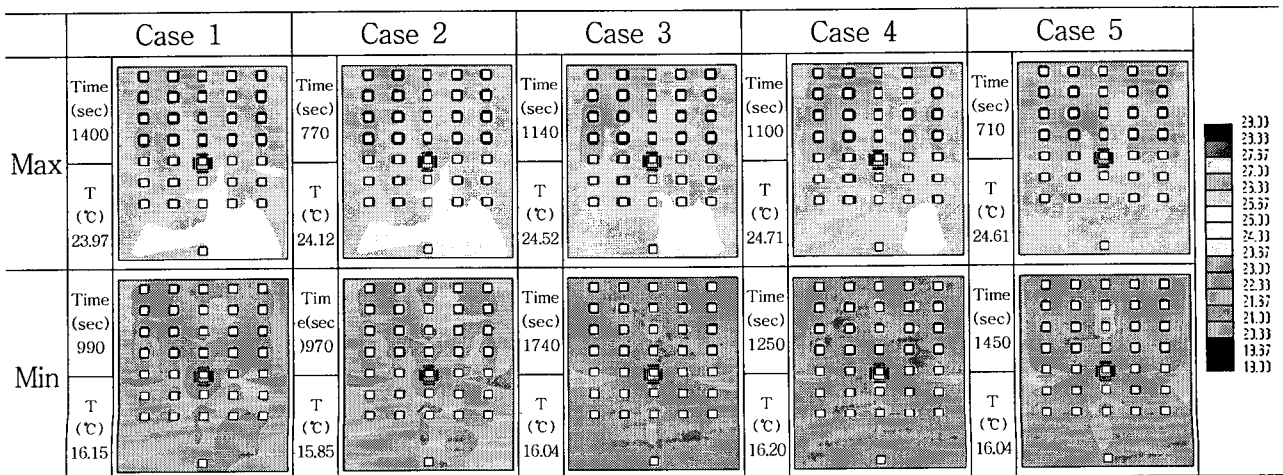 Case 1
Case 2
Case 3
Case 4
Case 5
Max
Time
(sec)
1400
T
(℃)
23.97
Time
(sec)
770
T
(℃)
24.12
Time
(sec)
1140
T
(℃)
24.52
Time
(sec)
1100
T
(℃)
24.71
Time
(sec)
710
T
(℃)
24.61
Min
Time
(sec)
990
T
(℃)
16.15
Tim
e(sec
)970
T
(℃)
15.85
Time
(sec)
1740
T
(℃)
16.04
Time
(sec)
1250
T
(℃)
16.20
Time
(sec)
1450
T
(℃)
16.04